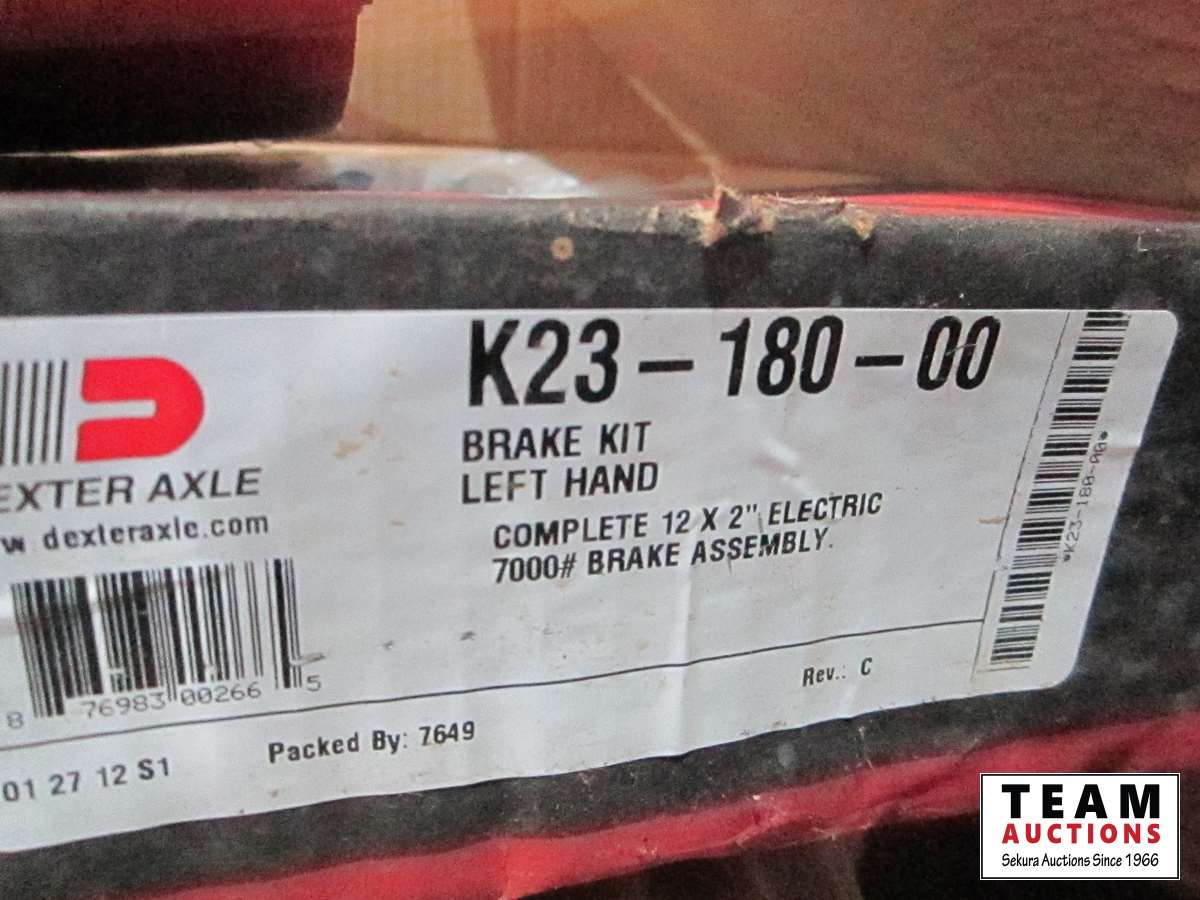 K23-180-00
BRAKE KIT
LEFT HAND
COMPLETE 12 X 2" ELECTRIC
7000# BRAKE ASSEMBLY.
EXTER AXLE
w. dexteraxle.com
8 76983 00266 5
01 27 12 S1
Packed By: 7649
Rev.: C
*K23-180-00*
TEAM
AUCTIONS
Sekura Auctions Since 1966